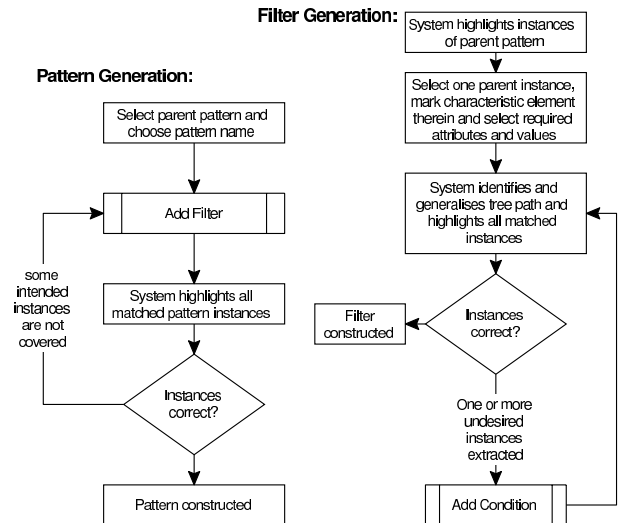 Pattern Generation:
Select parent pattern and
choose pattern name
Add Filter
some
intended
instances
are not
covered
System highlights all
matched pattern instances
Instances
correct?
Pattern constructed
Filter Generation:
System highlights instances
of parent pattern
Select one parent instance,
mark characteristic element
therein and select required
attributes and values
System identifies and
generalises tree path and
highlights all matched
instances
Filter
constructed
Instances
correct?
One or more
undesired
instances
extracted
Add Condition